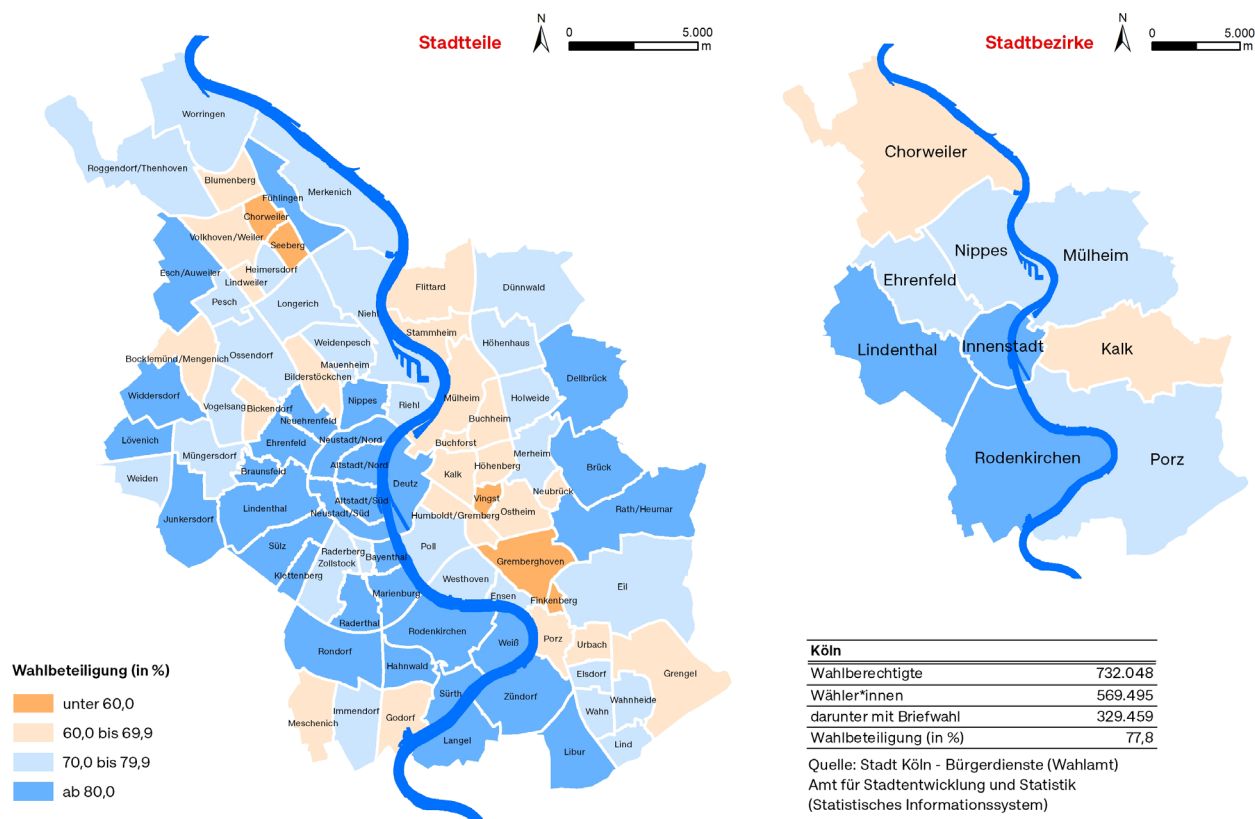 Stadtteile
N
0 5.000
m
Stadtbezirke
N
0 5.000
m
Worringen
Roggendorf/Thenhoven
Blumenberg
Fühlingen
Merkenich
Chorweiler
Volkhoven/Weiler
Seeberg
Esch/Auweiler
Heimersdorf
Lindweiler
Pesch
Longerich
Niehl
Flittard
Dünnwald
Stammheim
Höhenhaus
Weidenpesch
Bocklemünd/Mengenich
Ossendorf
Mauenheim
Bilderstöckchen
Dellbrück
Widdersdorf
Vogelsang
Bickendorf
Nippes
Riehl
Mülheim
Holweide
Neuehrenfeld
Buchheim
Lövenich
Ehrenfeld
Neustadt/Nord
Buchforst
Müngersdorf
Merheim
Braunsfeld
Altstadt/Nord
Höhenberg
Brück
Weiden
Kalk
Deutz
Neubrück
Vingst
Altstadt/Süd
Lindenthal
Neustadt/Süd
Humboldt/Gremberg
Ostheim
Rath/Heumar
Junkersdorf
Sülz
Raderberg
Zollstock
Bayenthal
Poll
Gremberghoven
Klettenberg
Westhoven
Eil
Marienburg
Ensen
Finkenberg
Raderthal
Rodenkirchen
Weiß
Porz
Urbach
Rondorf
Hahnwald
Elsdorf
Grengel
Sürth
Zündorf
Wahnheide
Immendorf
Godorf
Wahn
Meschenich
Langel
Libur
Lind
Chorweiler
Nippes
Mülheim
Ehrenfeld
Lindenthal
Innenstadt
Kalk
Rodenkirchen
Porz
Wahlbeteiligung (in %)
unter 60,0
60,0 bis 69,9
70,0 bis 79,9
ab 80,0
Köln
Wahlberechtigte 732.048
Wähler*innen 569.495
darunter mit Briefwahl 329.459
Wahlbeteiligung (in %) 77,8
Quelle: Stadt Köln - Bürgerdienste (Wahlamt)
Amt für Stadtentwicklung und Statistik
(Statistisches Informationssystem)